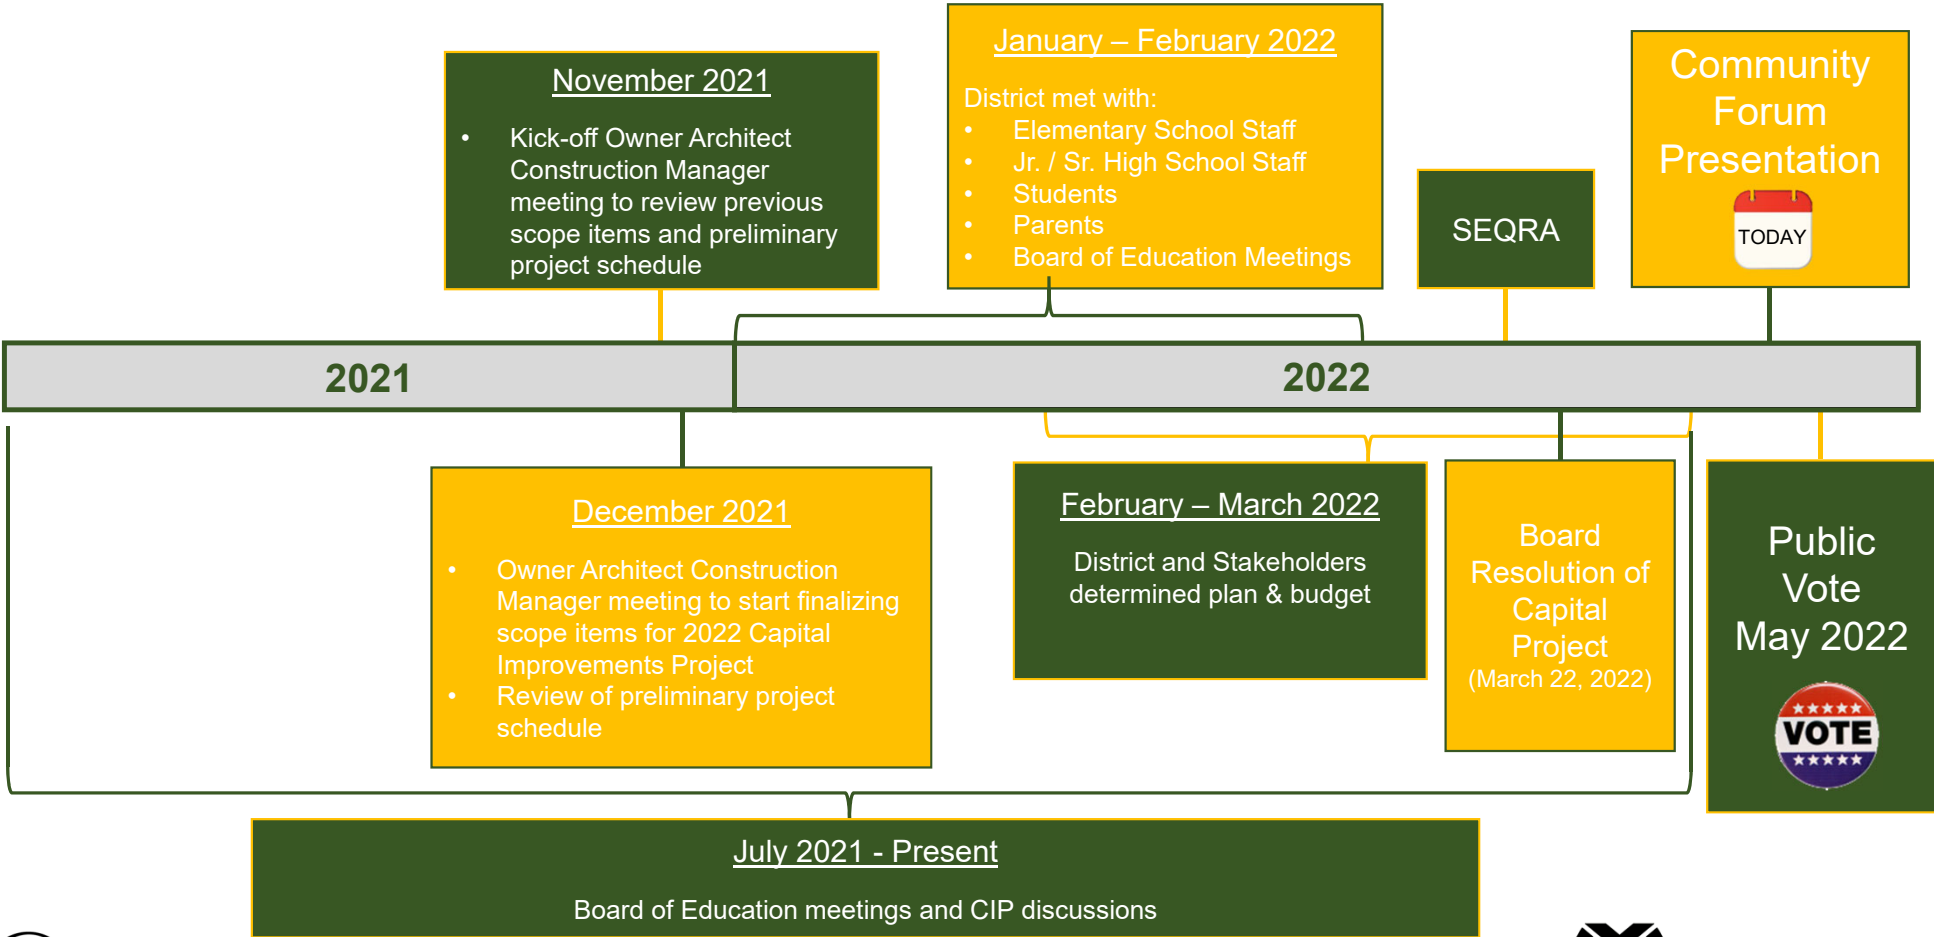 November 2021
• Kick-off Owner Architect
Construction Manager
meeting to review previous
scope items and preliminary
project schedule
January – February 2022
District met with:
• Elementary School Staff
• Jr. / Sr. High School Staff
• Students
• Parents
• Board of Education Meetings
SEQRA
Community
Forum
Presentation
TODAY
2021
2022
December 2021
• Owner Architect Construction
Manager meeting to start finalizing
scope items for 2022 Capital
Improvements Project
• Review of preliminary project
schedule
February – March 2022
District and Stakeholders
determined plan & budget
Board
Resolution of
Capital
Project
(March 22, 2022)
Public
Vote
May 2022
VOTE
July 2021 - Present
Board of Education meetings and CIP discussions